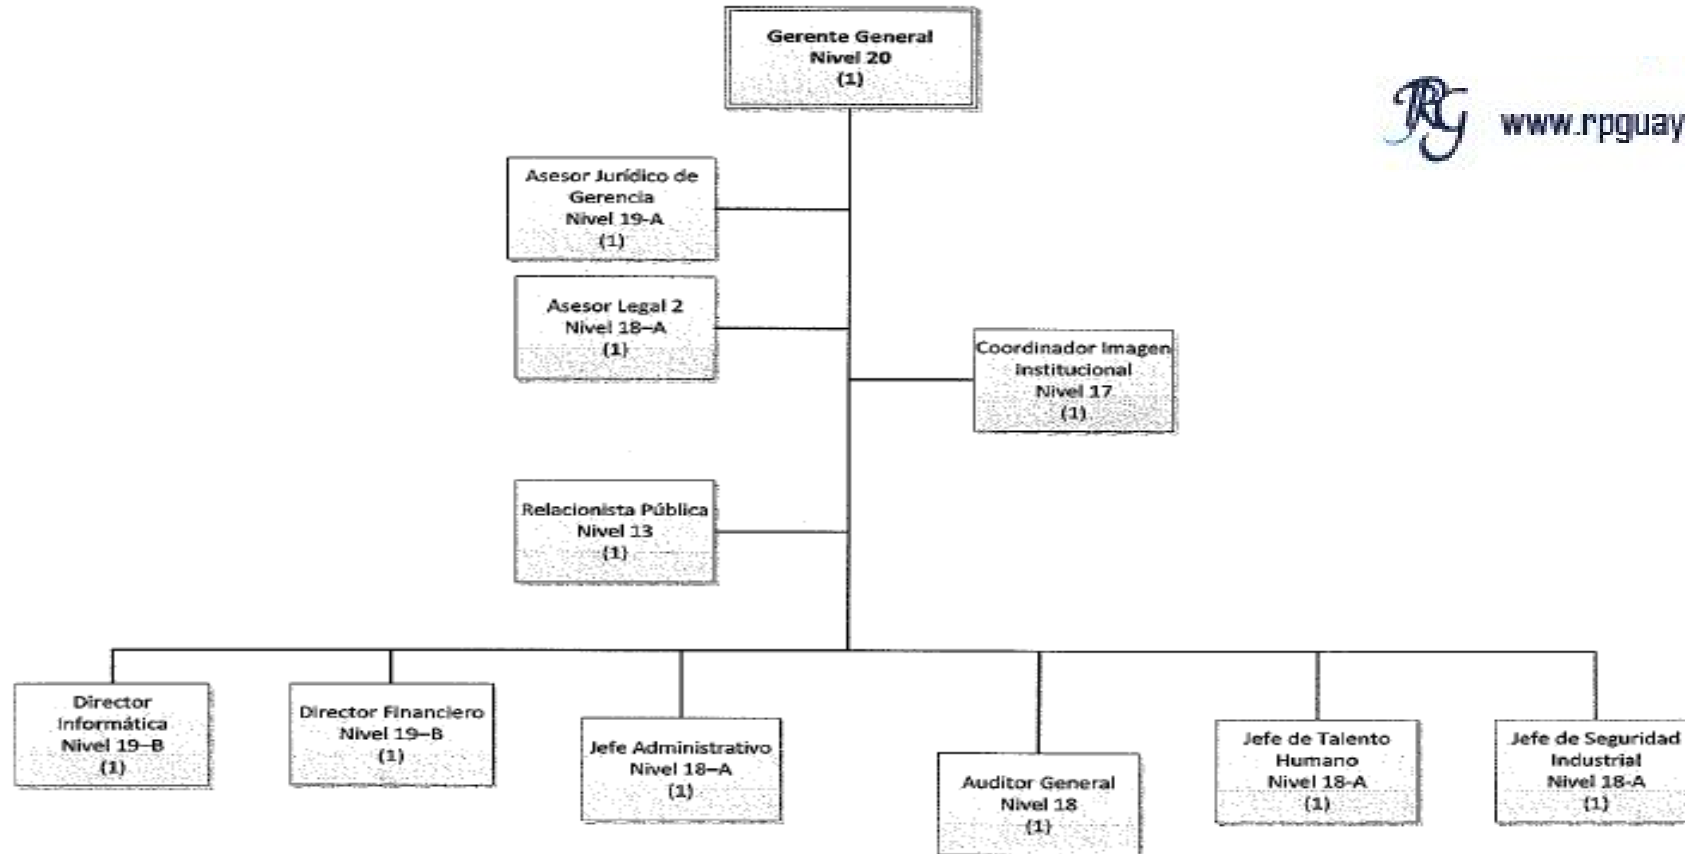 Gerente General
Nivel 20
(1)
www.rpguay
Asesor Jurídico de
Gerencia
Nivel 19-A
(1)
Asesor Legal 2
Nivel 18-A
(1)
Coordinador Imagen
institucional
Nivel 17
(1)
Relacionista Pública
Nivel 13
(1)
Director
Informática
Nivel 19-B
(1)
Director Financiero
Nivel 19-B
(1)
Jefe Administrativo
Nivel 18-A
(1)
Auditor General
Nivel 18
(1)
Jefe de Talento
Humano
Nivel 18-A
(1)
Jefe de Seguridad
Industrial
Nivel 18-A
(1)